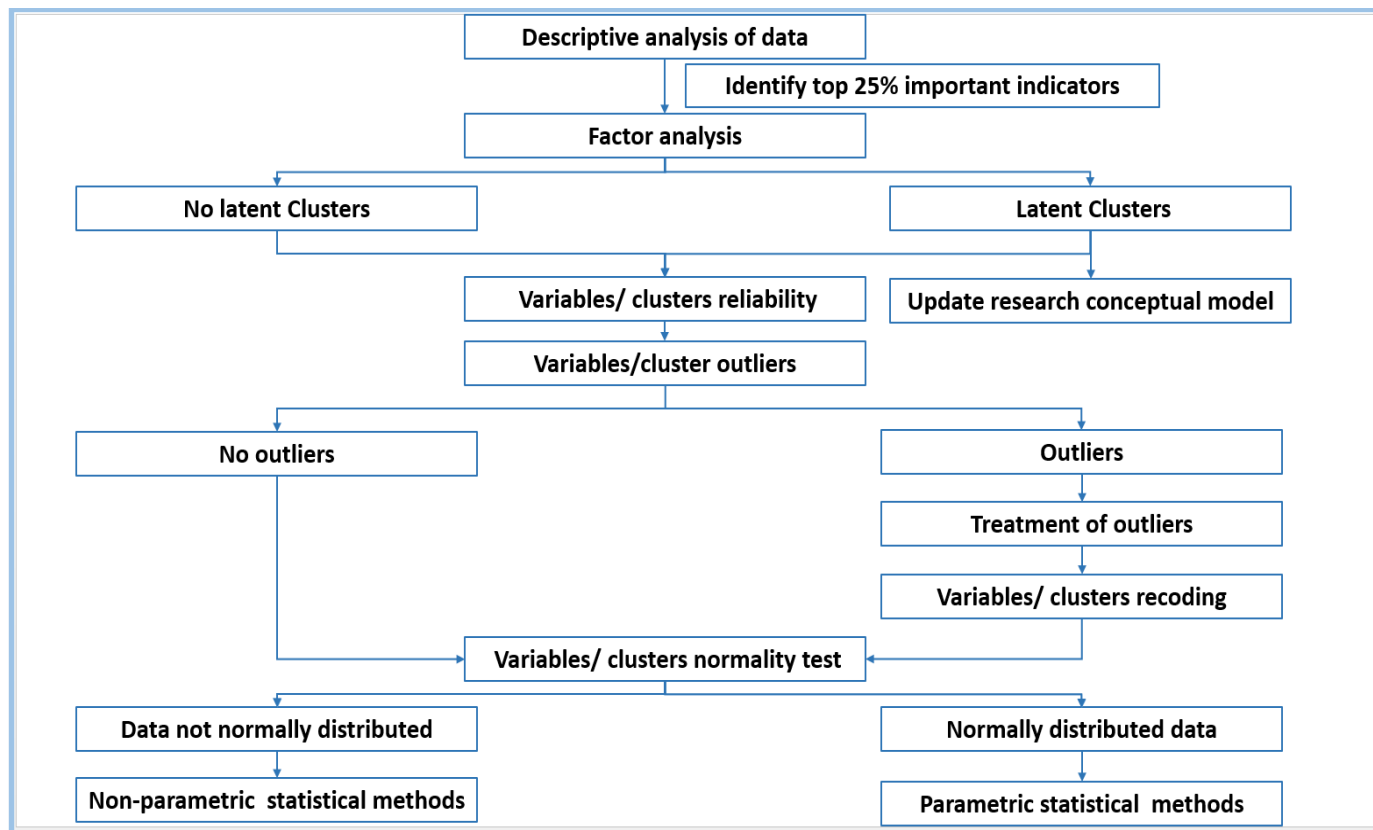 Descriptive analysis of data
Identify top 25% important indicators
Factor analysis
No latent Clusters
Latent Clusters
Variables/ clusters reliability
Update research conceptual model
Variables/cluster outliers
No outliers
Outliers
Treatment of outliers
Variables/ clusters recoding
Variables/ clusters normality test
Data not normally distributed
Normally distributed data
Non-parametric  statistical methods
Parametric statistical  methods